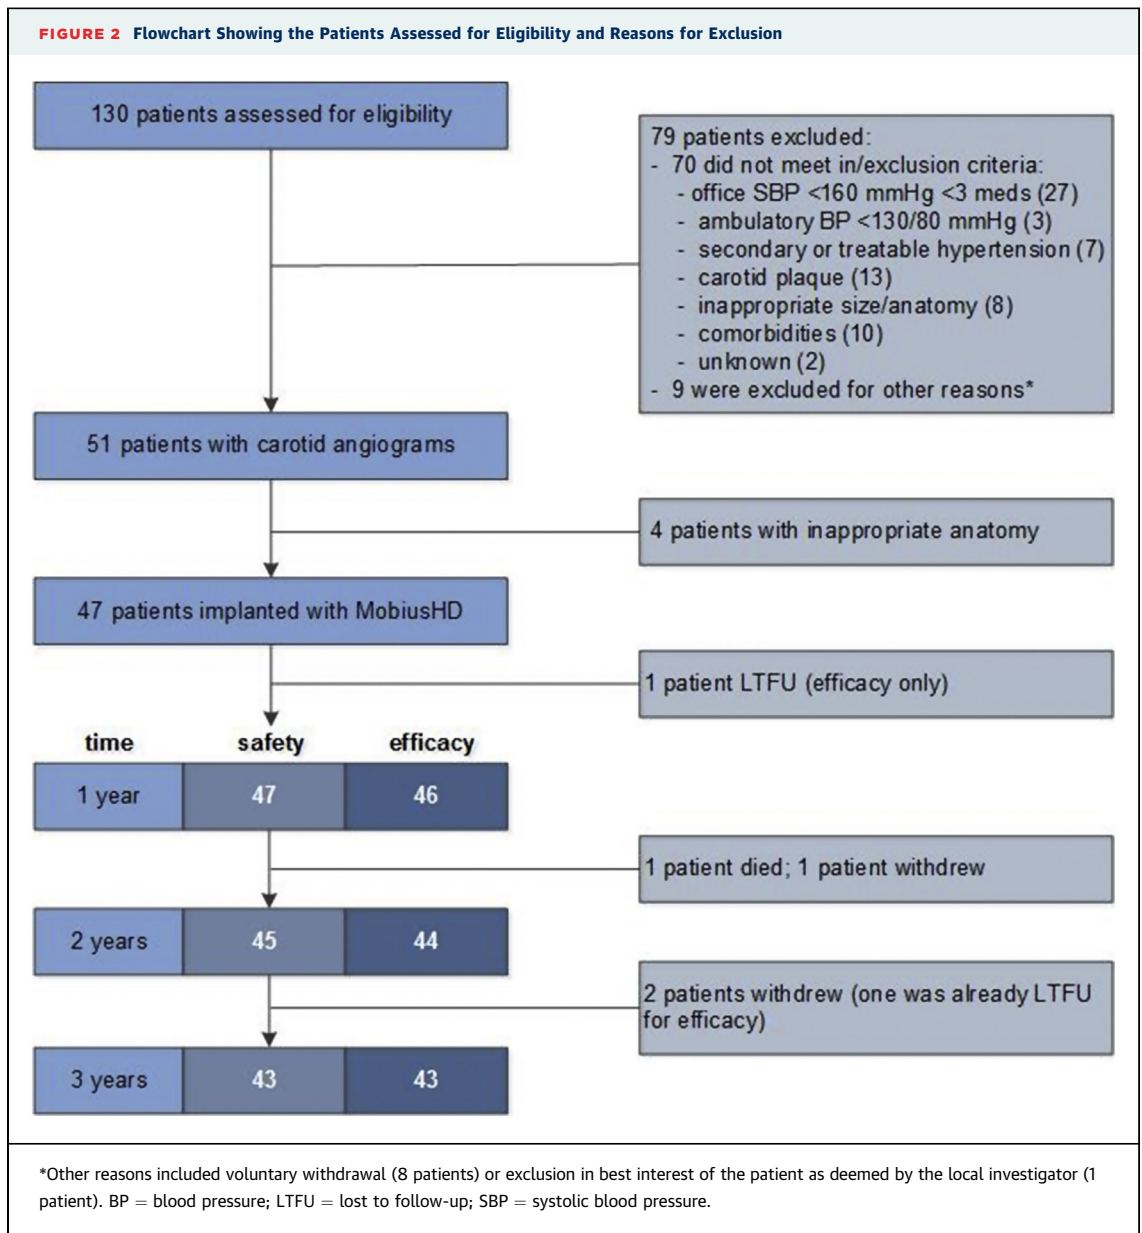 FIGURE 2 Flowchart Showing the Patients Assessed for Eligibility and Reasons for Exclusion
130 patients assessed for eligibility
79 patients excluded:
- 70 did not meet in/exclusion criteria:
- office SBP <160 mmHg <3 meds (27)
- ambulatory BP <130/80 mmHg (3)
- secondary or treatable hypertension (7)
- carotid plaque (13)
- inappropriate size/anatomy (8)
- comorbidities (10)
- unknown (2)
- 9 were excluded for other reasons*
51 patients with carotid angiograms
4 patients with inappropriate anatomy
47 patients implanted with MobiusHD
1 patient LTFU (efficacy only)
time safety efficacy
1 year 47 46
1 patient died; 1 patient withdrew
2 years 45 44
2 patients withdrew (one was already LTFU
for efficacy)
3 years 43 43
*Other reasons included voluntary withdrawal (8 patients) or exclusion in best interest of the patient as deemed by the local investigator (1
patient). BP = blood pressure; LTFU = lost to follow-up; SBP = systolic blood pressure.